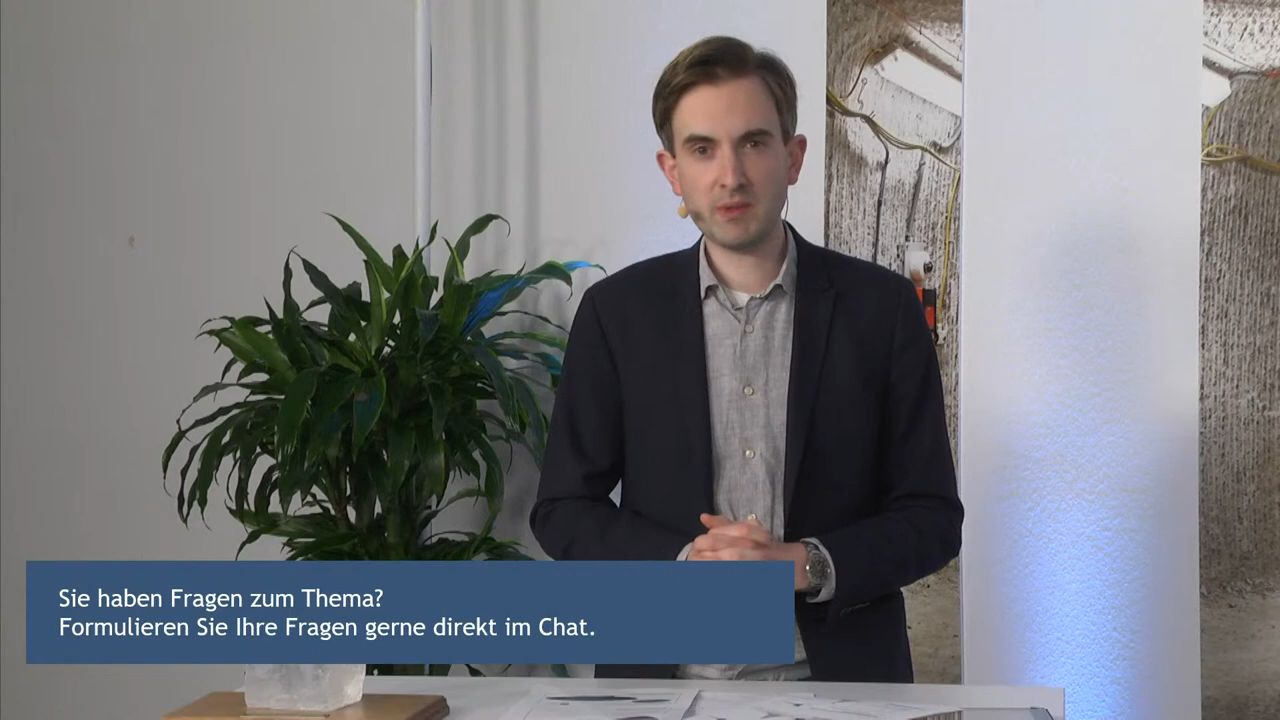 Sie haben Fragen zum Thema?
Formulieren Sie Ihre Fragen gerne direkt im Chat.